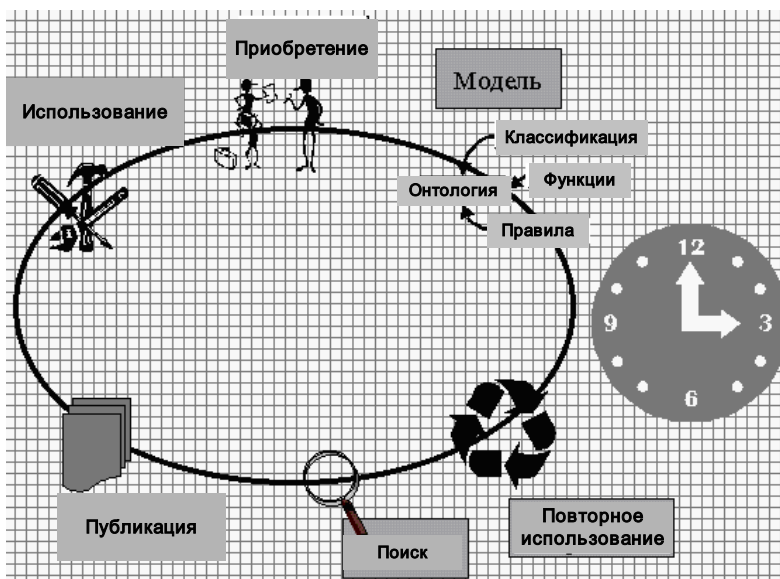 Приобретение
Модель
Использование
Классификация
Функции
Онтология
Правила
12
9
3
6
Публикация
Поиск
Повторное
использование